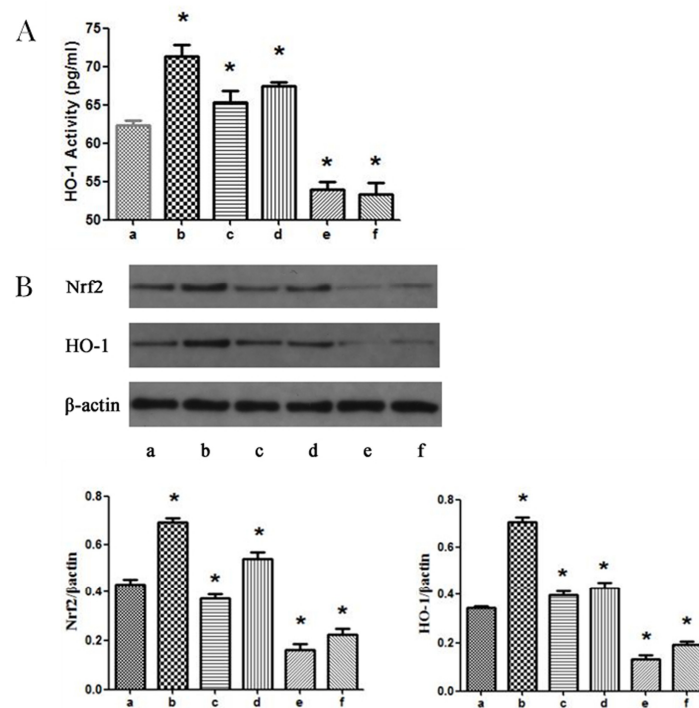 A
HO-1 Activity (pg/ml)
75
70
65
60
55
50
* * * * *
a b c d e f
B
Nrf2
HO-1
β-actin
a b c d e f
Nrf2/βactin
0.8
0.6
0.4
0.2
0.0
* * * * *
a b c d e f
HO-1/βactin
0.8
0.6
0.4
0.2
0.0
* * * * *
a b c d e f